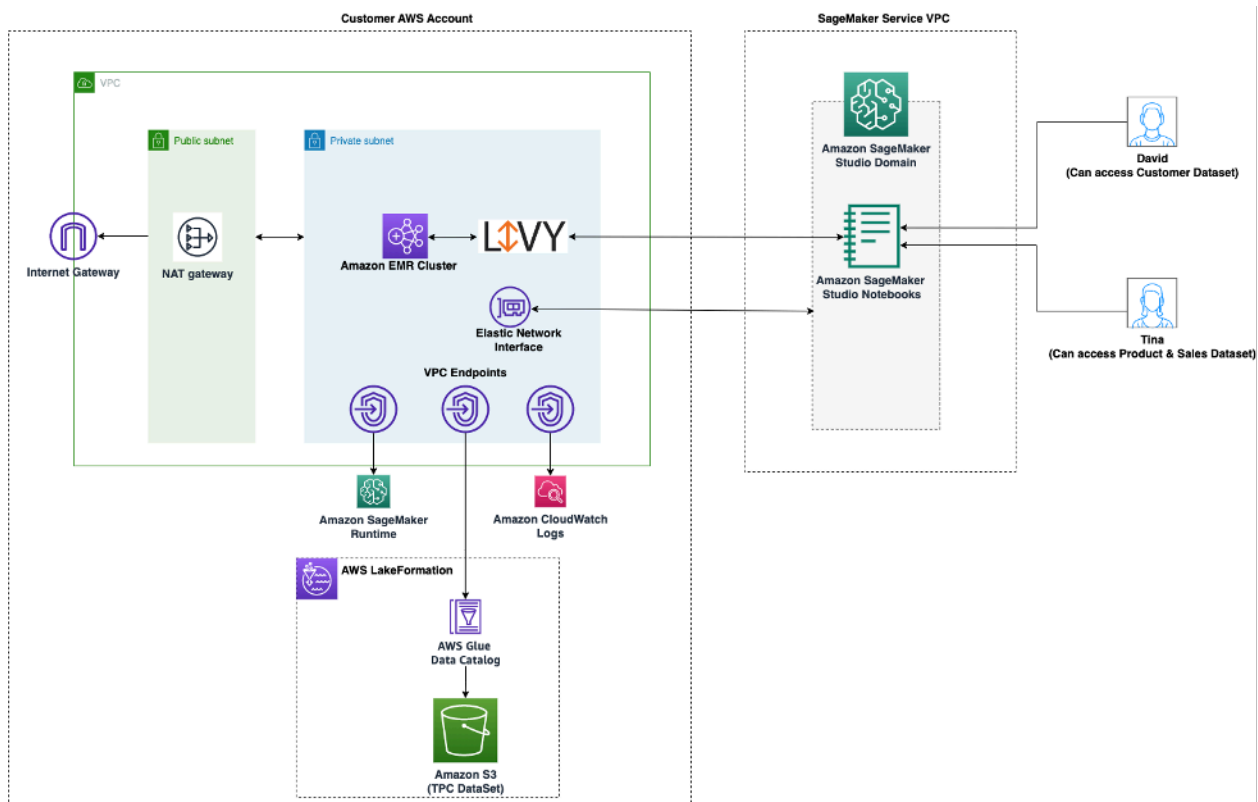 Customer AWS Account
SageMaker Service VPC
VPC
Public subnet
Private subnet
Amazon SageMaker
Studio Domain
David
(Can access Customer Dataset)
LIVY
Internet Gateway
NAT gateway
Amazon EMR Cluster
Amazon SageMaker
Studio Notebooks
Elastic Network
Interface
Tina
(Can access Product & Sales Dataset)
VPC Endpoints
Amazon SageMaker
Runtime
Amazon CloudWatch
Logs
AWS LakeFormation
AWS Glue
Data Catalog
Amazon S3
(TPC DataSet)